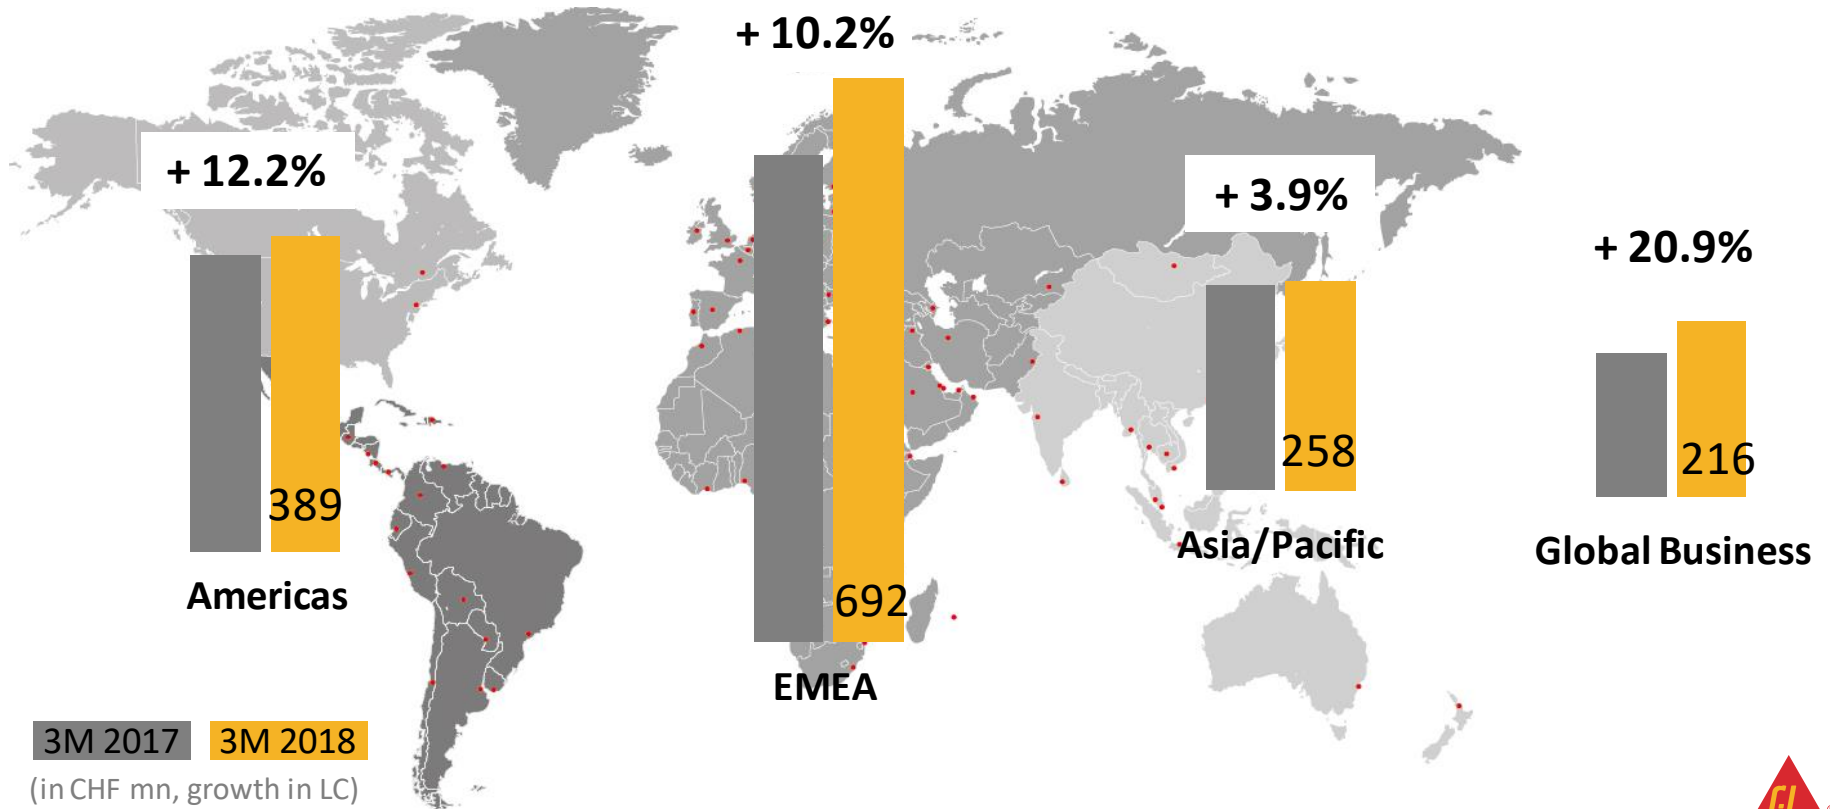 + 10.2%
+ 12.2%
+ 3.9%
+ 20.9%
389
692
258
216
Americas
EMEA
Asia/Pacific
Global Business
3M 2017 3M 2018
(in CHF mn, growth in LC)